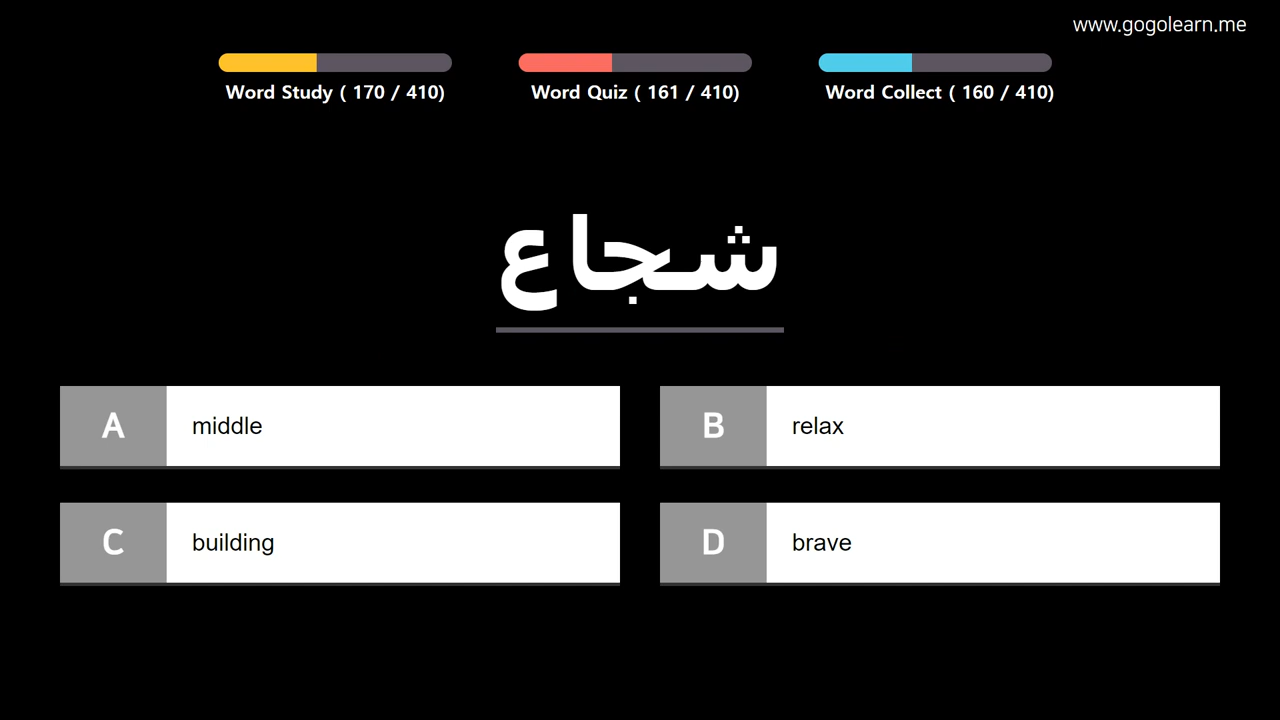 www.gogolearn.me
Word Study ( 170 / 410)
Word Quiz ( 161 / 410)
Word Collect ( 160 / 410)
شجاع
A middle
B relax
C building
D brave